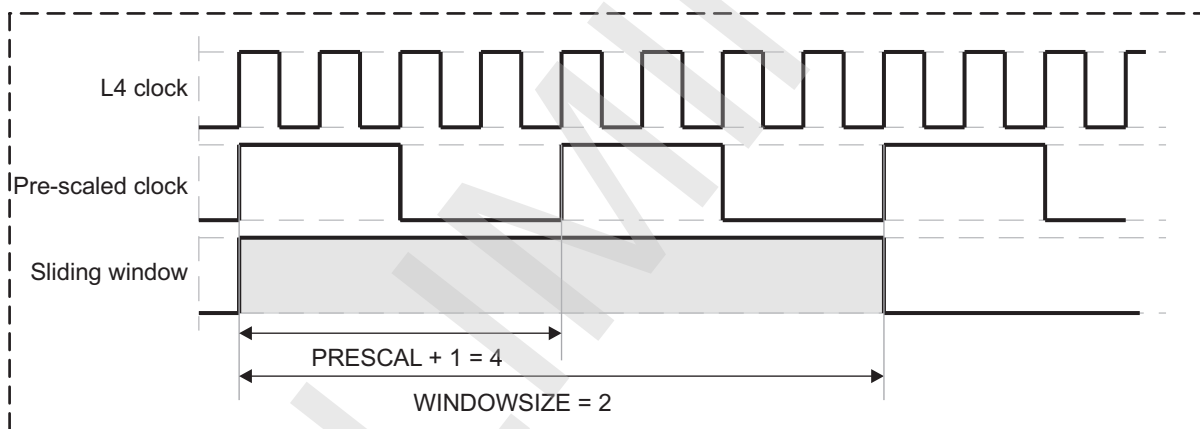 L4 clock
Pre-scaled clock
Sliding window
PRESCAL + 1 = 4
WINDOWSIZE = 2